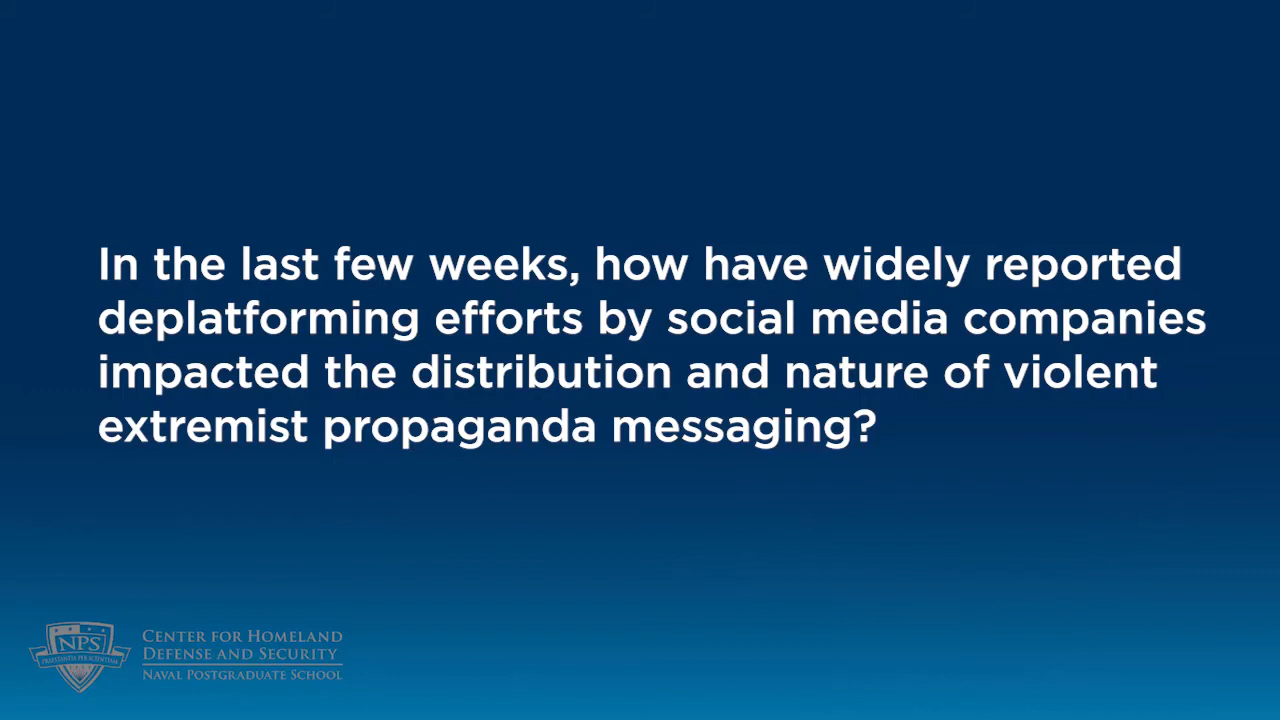 In the last few weeks, how have widely reported
deplatforming efforts by social media companies
impacted the distribution and nature of violent
extremist propaganda messaging?
NPS
CENTER FOR HOMELAND
DEFENSE AND SECURITY
NAVAL POSTGRADUATE SCHOOL